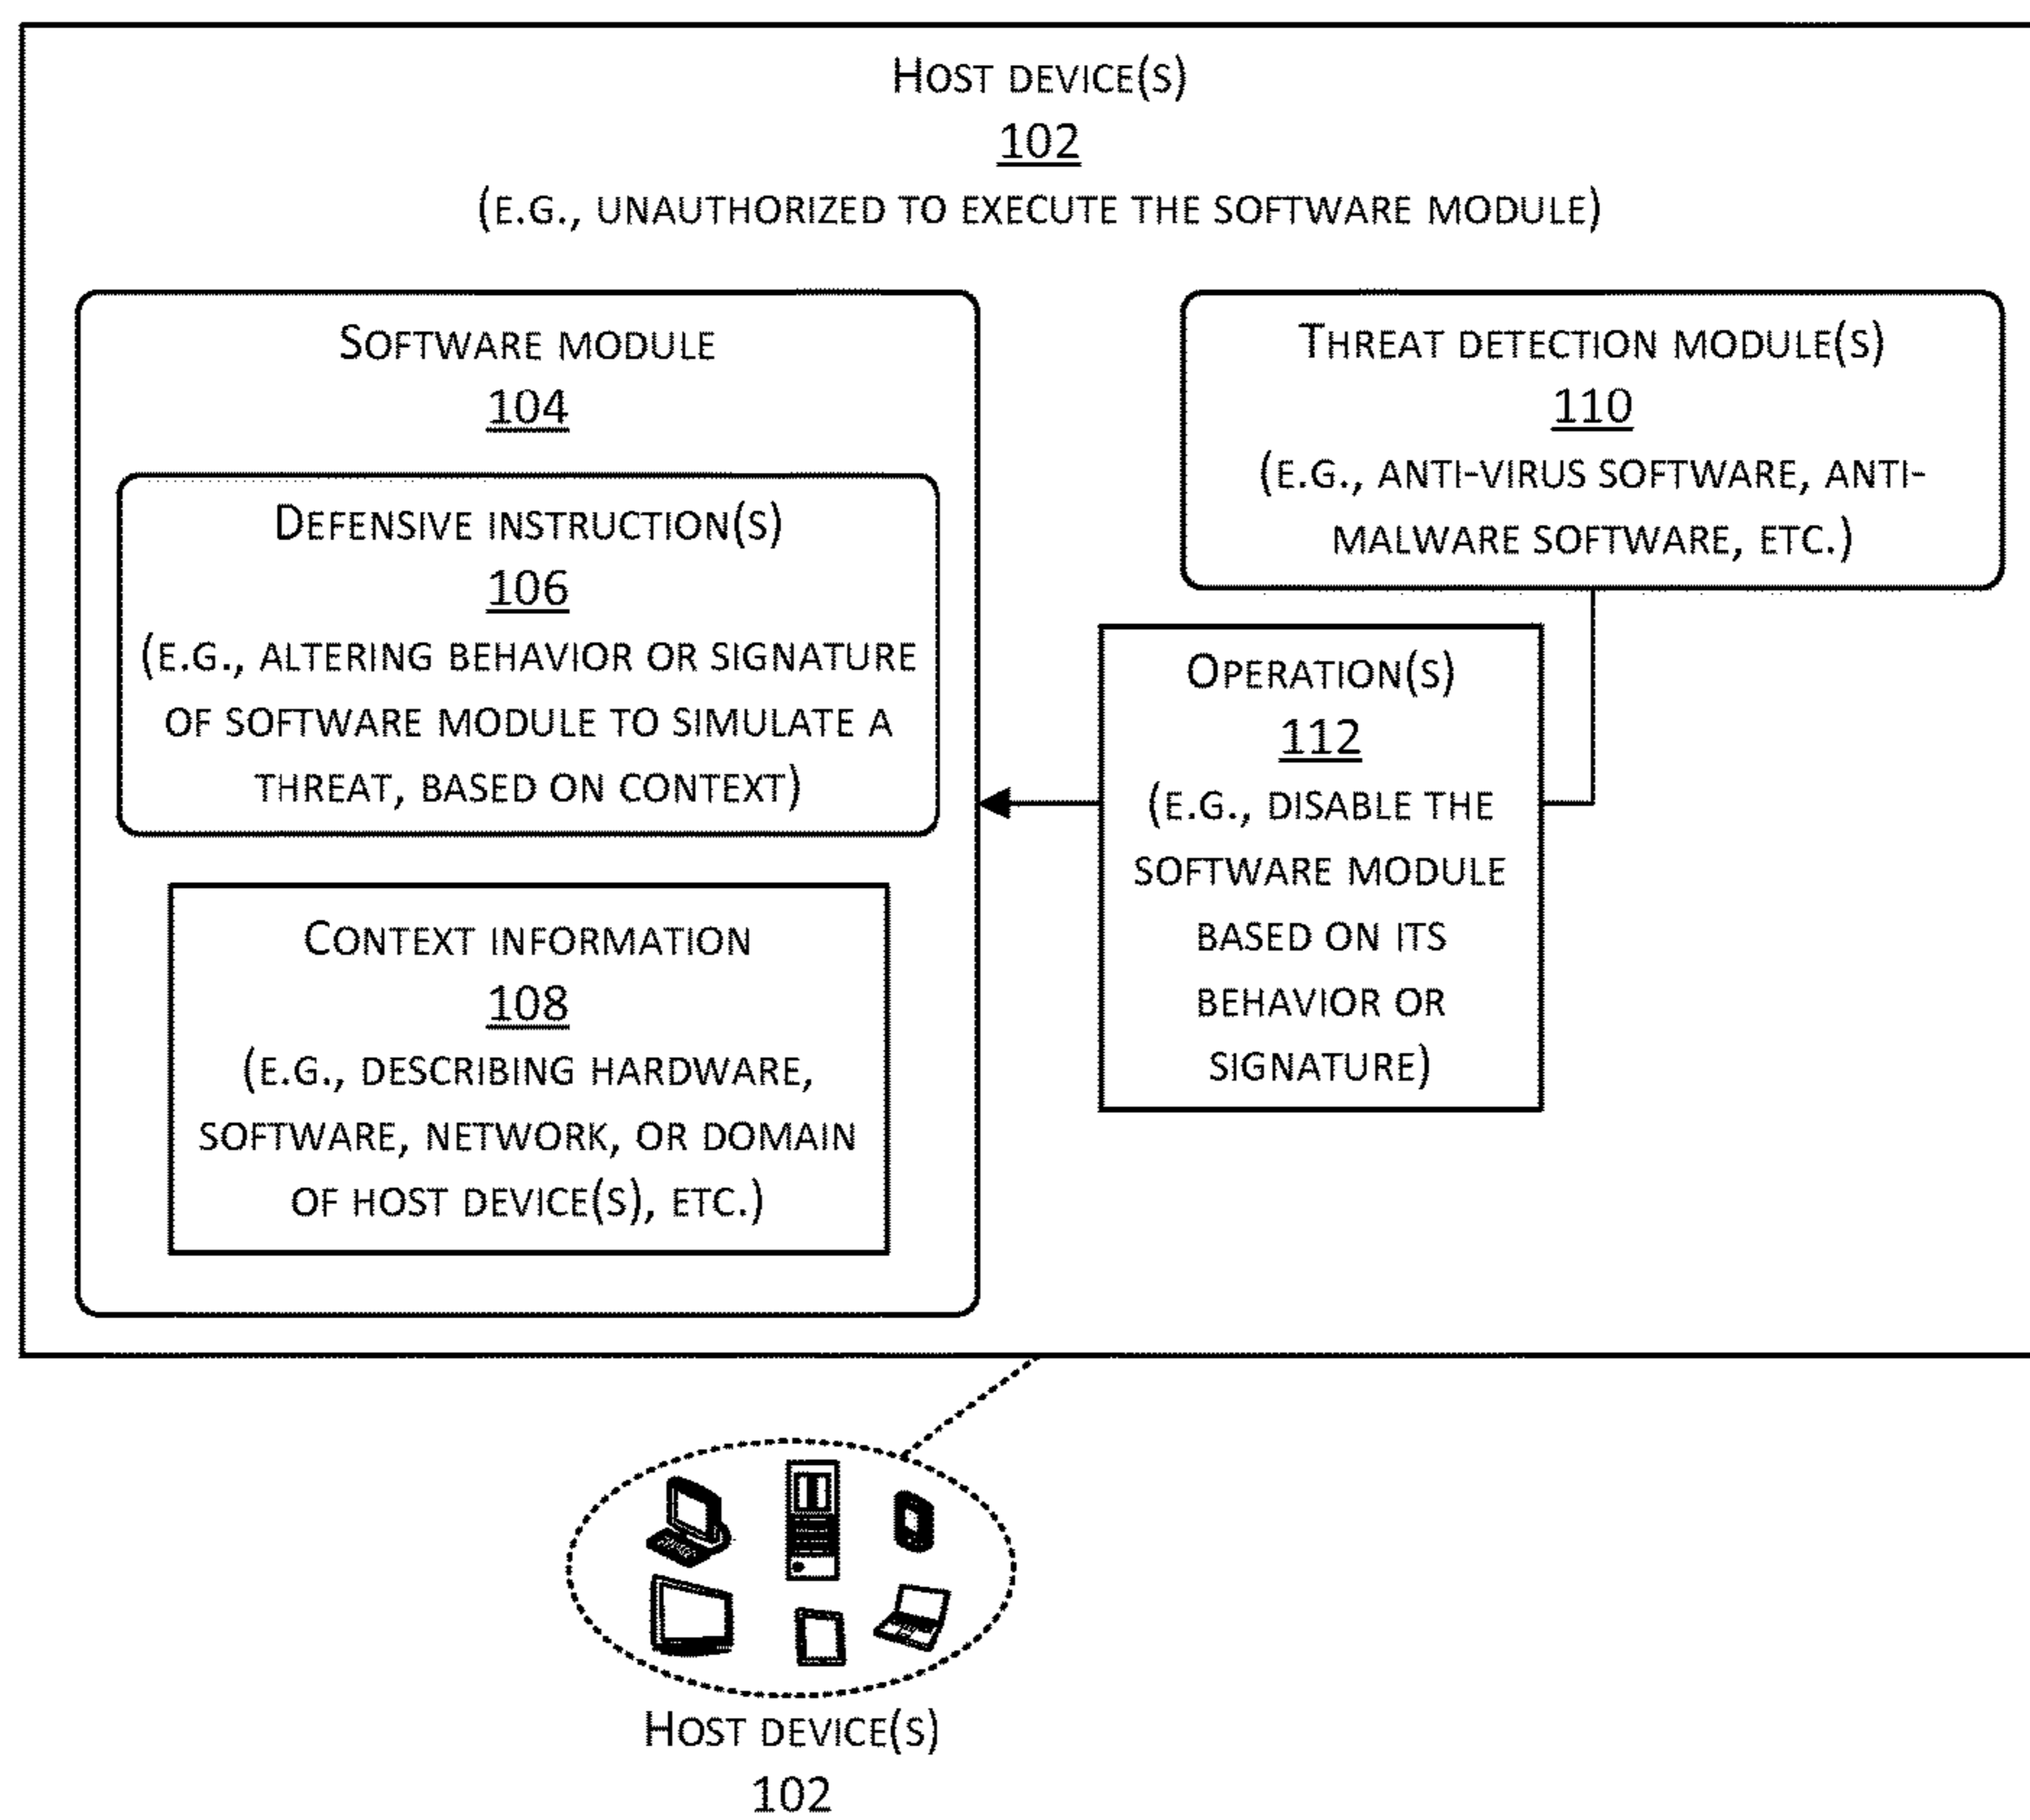 HOST DEVICE(S)
102
(E.G., UNAUTHORIZED TO EXECUTE THE SOFTWARE MODULE)
SOFTWARE MODULE
104
DEFENSIVE INSTRUCTION(S)
106
(E.G., ALTERING BEHAVIOR OR SIGNATURE
OF SOFTWARE MODULE TO SIMULATE A
THREAT, BASED ON CONTEXT)
CONTEXT INFORMATION
108
(E.G., DESCRIBING HARDWARE,
SOFTWARE, NETWORK, OR DOMAIN
OF HOST DEVICE(S), ETC.)
THREAT DETECTION MODULE(S)
110
(E.G., ANTI-VIRUS SOFTWARE, ANTI-
MALWARE SOFTWARE, ETC.)
OPERATION(S)
112
(E.G., DISABLE THE
SOFTWARE MODULE
BASED ON ITS
BEHAVIOR OR
SIGNATURE)
HOST DEVICE(S)
102